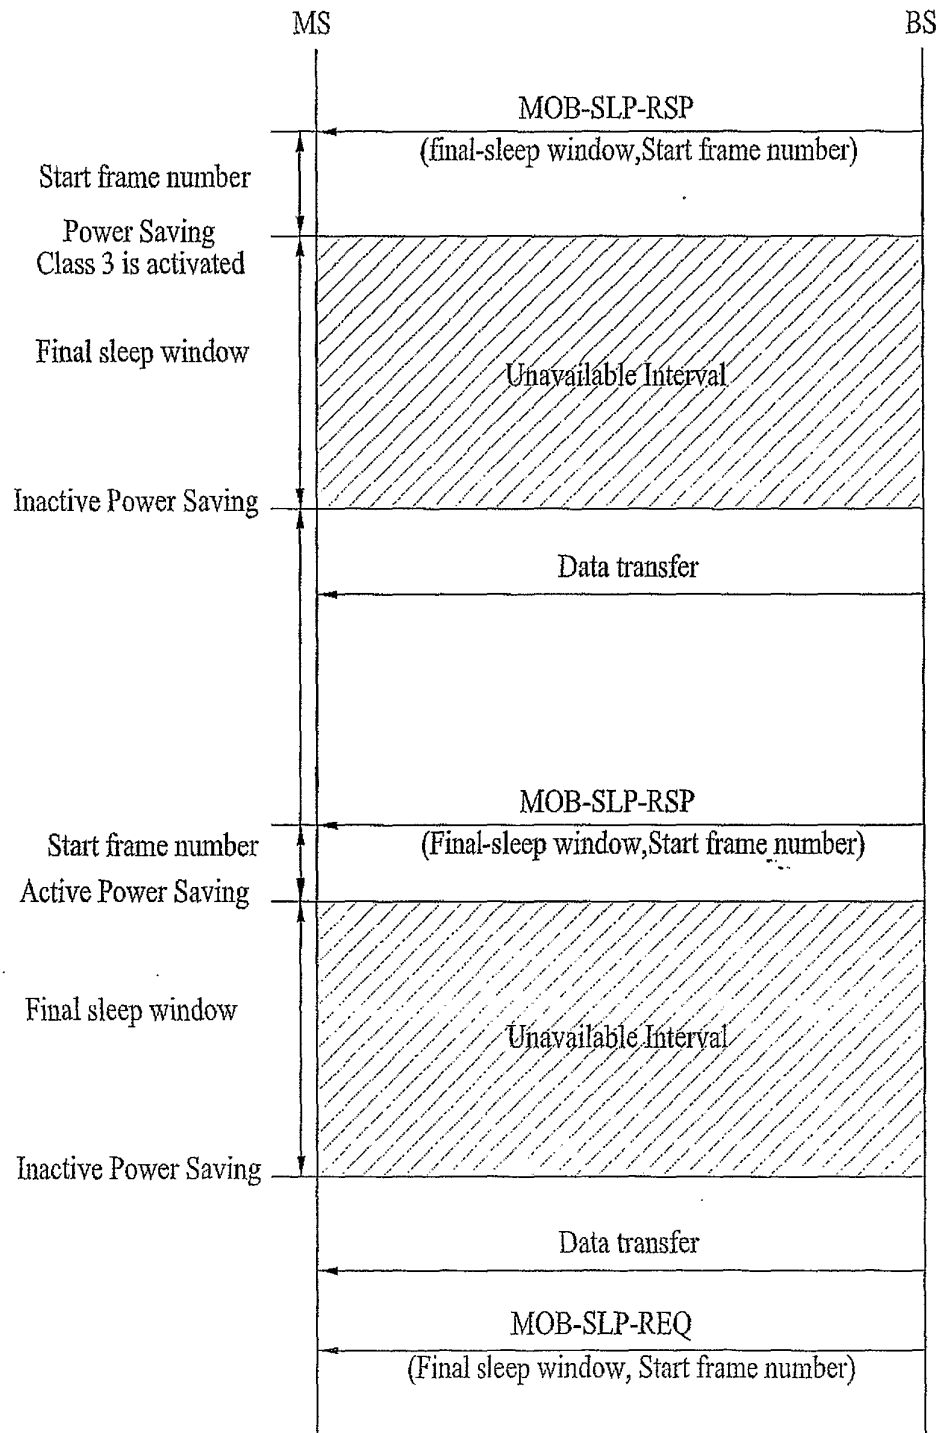 MS
BS
MOB-SLP-RSP
(final-sleep window,Start frame number)
Start frame number
Power Saving
Class 3 is activated
Final sleep window
Unavailable Interval
Inactive Power Saving
Data transfer
MOB-SLP-RSP
(Final-sleep window,Start frame number)
Start frame number
Active Power Saving
Final sleep window
Unavailable Interval
Inactive Power Saving
Data transfer
MOB-SLP-REQ
(Final sleep window, Start frame number)